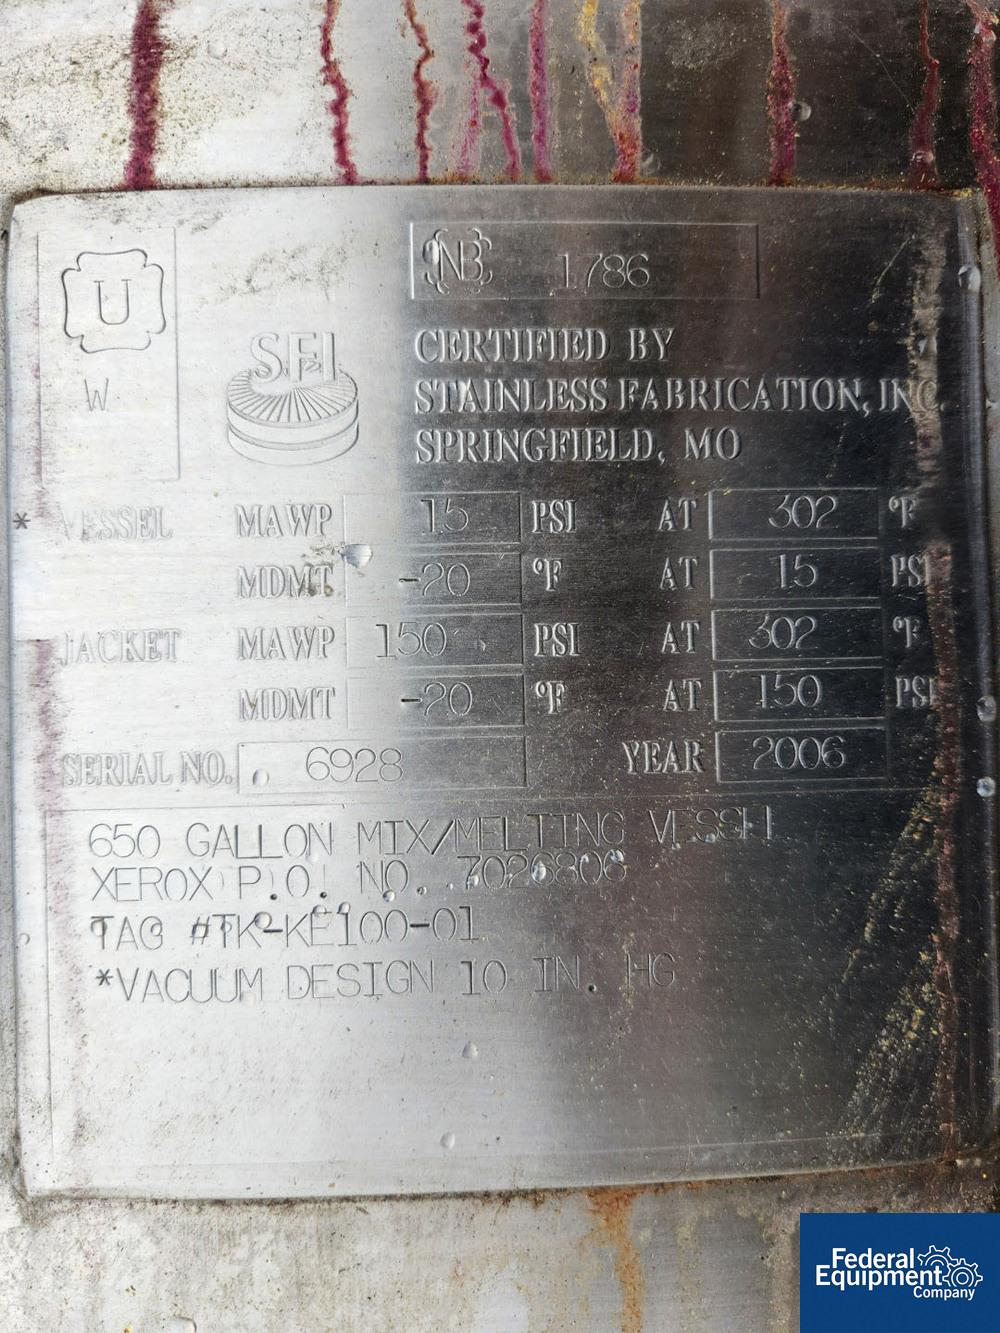 U
W
NB 1786
SFI
CERTIFIED BY
STAINLESS FABRICATION, INC.
SPRINGFIELD, MO
* VESSEL MAWP 15 PSI AT 302 °F
MDMT -20 °F AT 15 PSI
JACKET MAWP 150 PSI AT 302 °F
MDMT -20 °F AT 150 PSI
SERIAL NO. 6928 YEAR 2006
650 GALLON MIX/MELTING VESSEL
XEROX P.O. NO. 7026806
TAG #TK-KE100-01
*VACUUM DESIGN 10 IN. HG
Federal
Equipment
Company